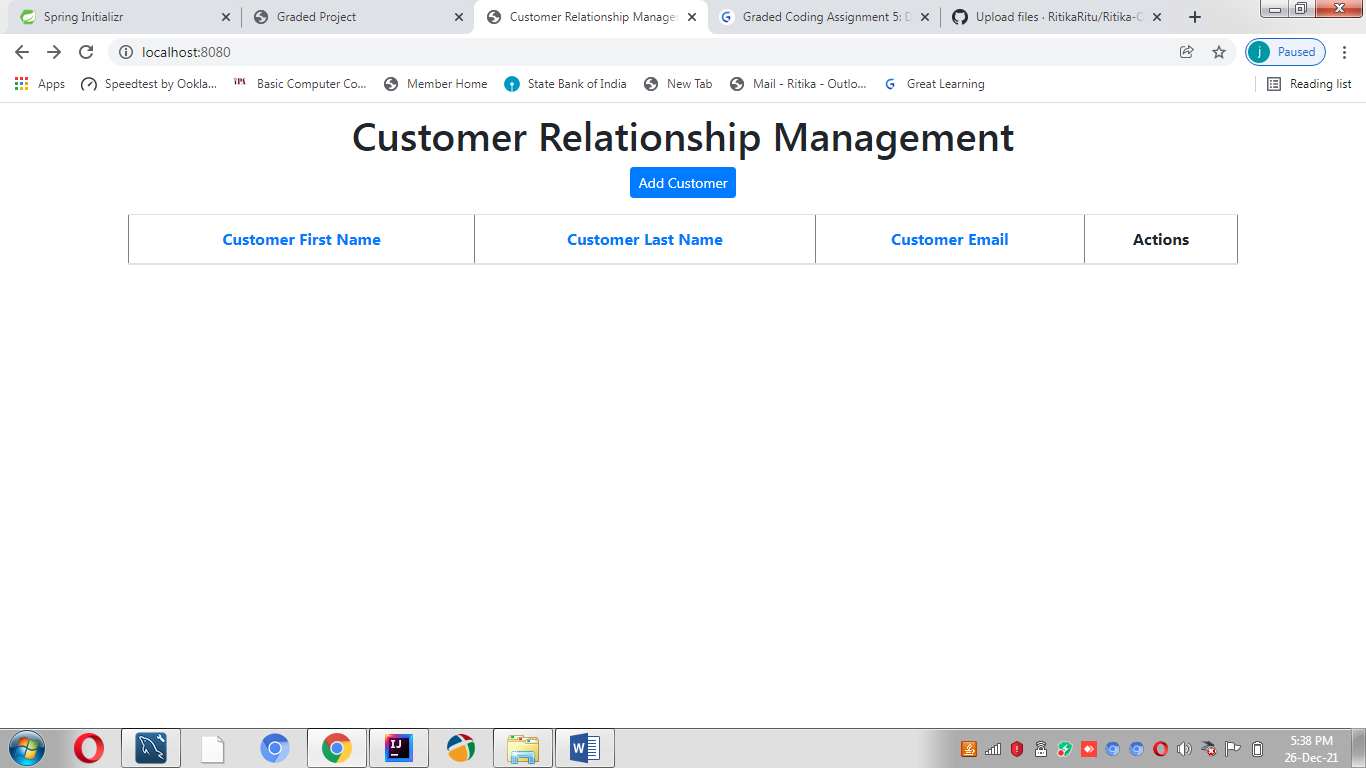 Spring Initializr
Graded Project
Customer Relationship Manage
Graded Coding Assignment 5: D
Upload files · RitikaRitu/Ritika-C
localhost:8080
j Paused
Apps
Speedtest by Ookla...
Basic Computer Co...
Member Home
State Bank of India
New Tab
Mail - Ritika - Outlo...
G Great Learning
Reading list
Customer Relationship Management
Add Customer
Customer First Name Customer Last Name Customer Email Actions
IJ
W
5:38 PM
26-Dec-21